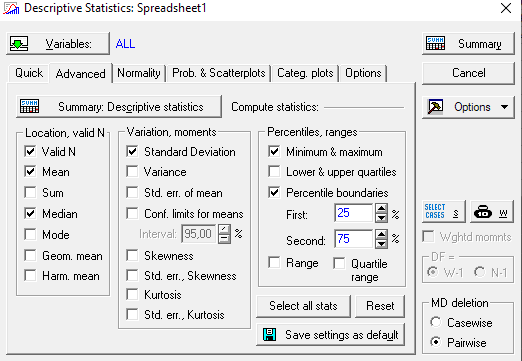 Descriptive Statistics: Spreadsheet1
Variables: ALL
Summary
Quick Advanced Normality Prob. & Scatterplots Categ. plots Options
Cancel
Summary: Descriptive statistics
Compute statistics:
Options
Location, valid N
Valid N
Mean
Sum
Median
Mode
Geom. mean
Harm. mean
Variation, moments
Standard Deviation
Variance
Std. err. of mean
Conf. limits for means
Interval: 95,00 %
Skewness
Std. err., Skewness
Kurtosis
Std. err., Kurtosis
Percentiles, ranges
Minimum & maximum
Lower & upper quartiles
Percentile boundaries
First: 25 %
Second: 75 %
Range
Quartile
range
Select all stats
Reset
Save settings as default
SELECT
CASES
S
W
Wghtd momnts
DF =
W-1 N-1
MD deletion
Casewise
Pairwise